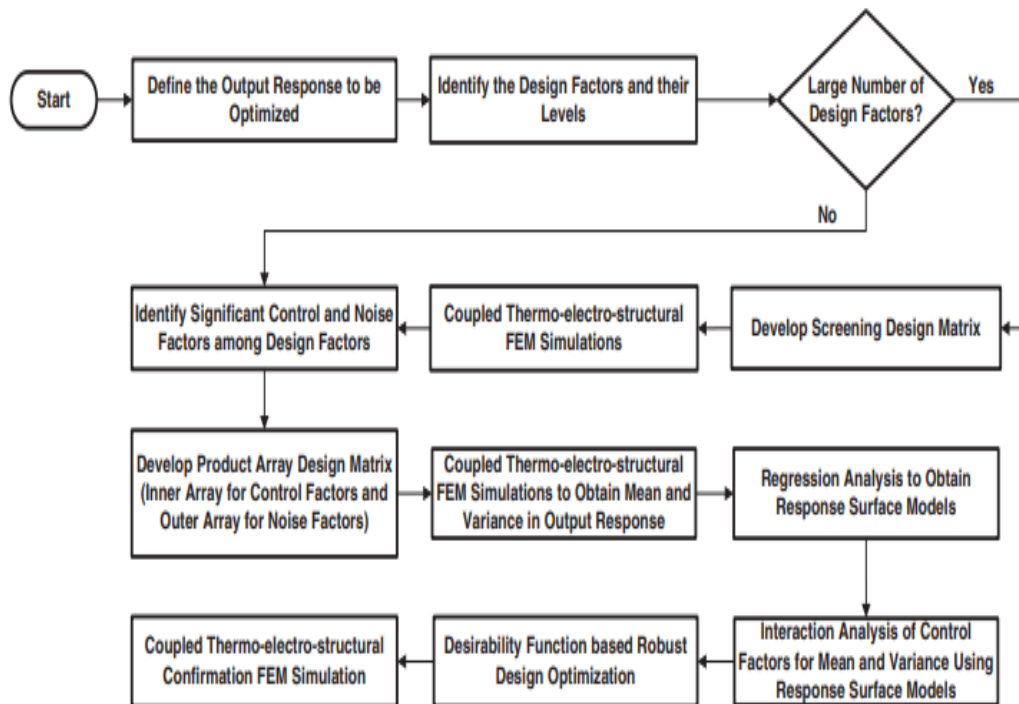 Start
Define the Output Response to be
Optimized
Identify the Design Factors and their
Levels
Large Number of
Design Factors?
Yes
No
Develop Screening Design Matrix
Coupled Thermo-electro-structural
FEM Simulations
Identify Significant Control and Noise
Factors among Design Factors
Develop Product Array Design Matrix
(Inner Array for Control Factors and
Outer Array for Noise Factors)
Coupled Thermo-electro-structural
FEM Simulations to Obtain Mean and
Variance in Output Response
Regression Analysis to Obtain
Response Surface Models
Interaction Analysis of Control
Factors for Mean and Variance Using
Response Surface Models
Desirability Function based Robust
Design Optimization
Coupled Thermo-electro-structural
Confirmation FEM Simulation